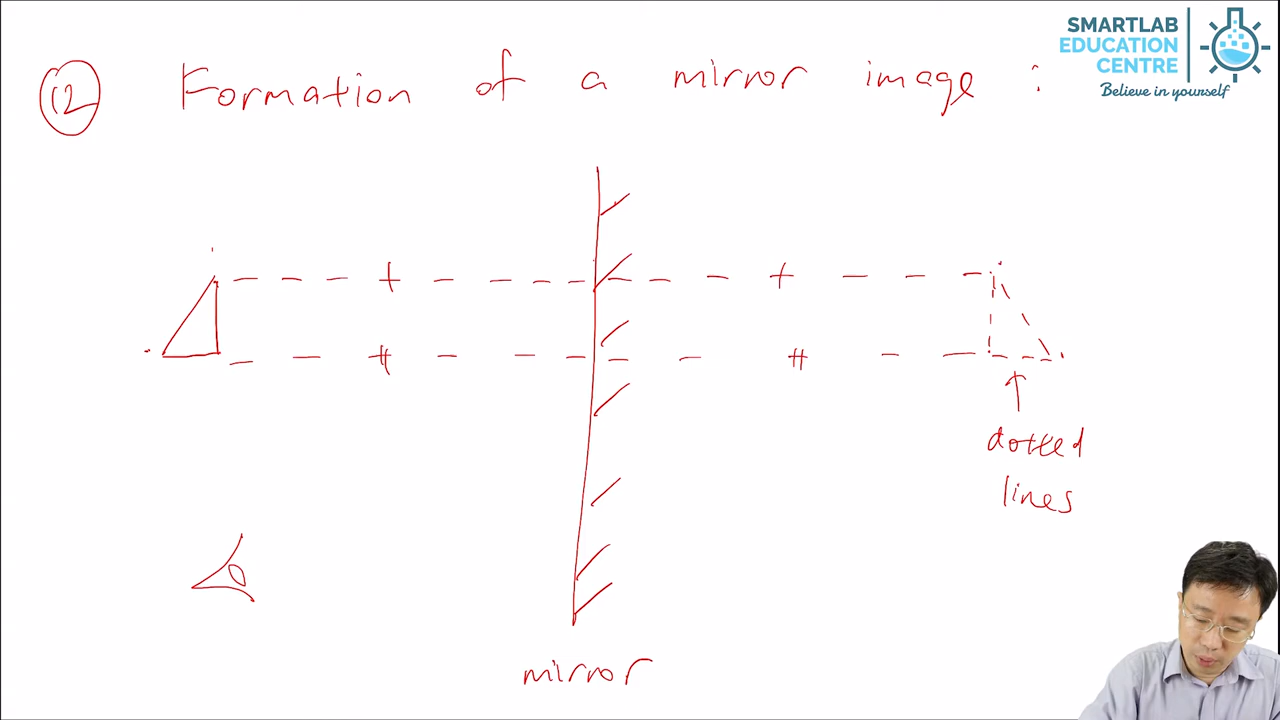 SMARTLAB
EDUCATION
CENTRE
Believe in yourself
12 Formation of a mirror image :
dotted
lines
mirror